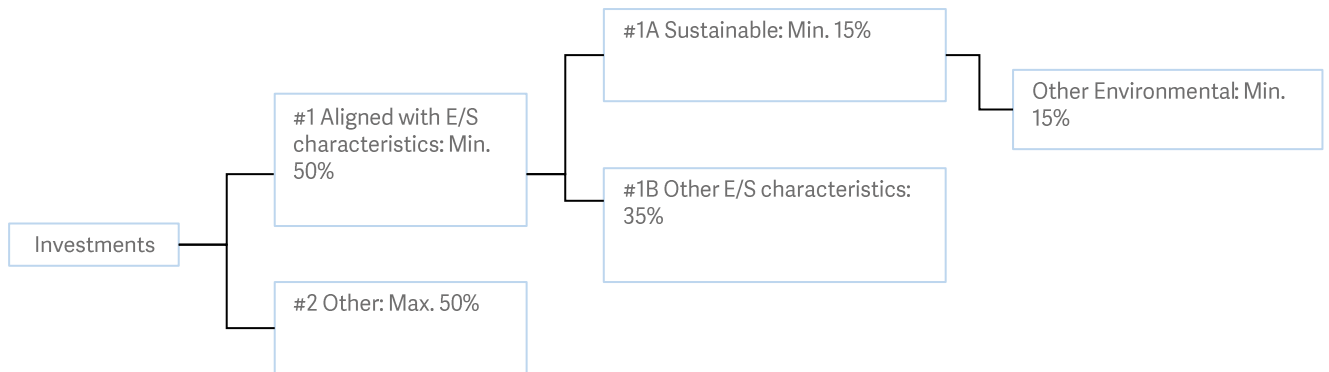 #1A Sustainable: Min. 15%
Other Environmental: Min.
15%
#1 Aligned with E/S
characteristics: Min.
50%
#1B Other E/S characteristics:
35%
Investments
#2 Other: Max. 50%